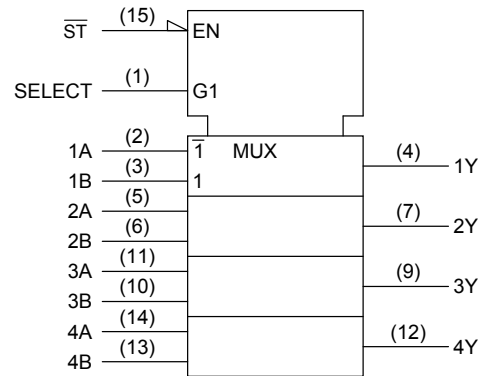 S̅T̅ (15) EN
SELECT (1) G1
1A (2) 1̅ MUX (4) 1Y
1B (3) 1
2A (5) (7) 2Y
2B (6)
3A (11) (9) 3Y
3B (10)
4A (14) (12) 4Y
4B (13)